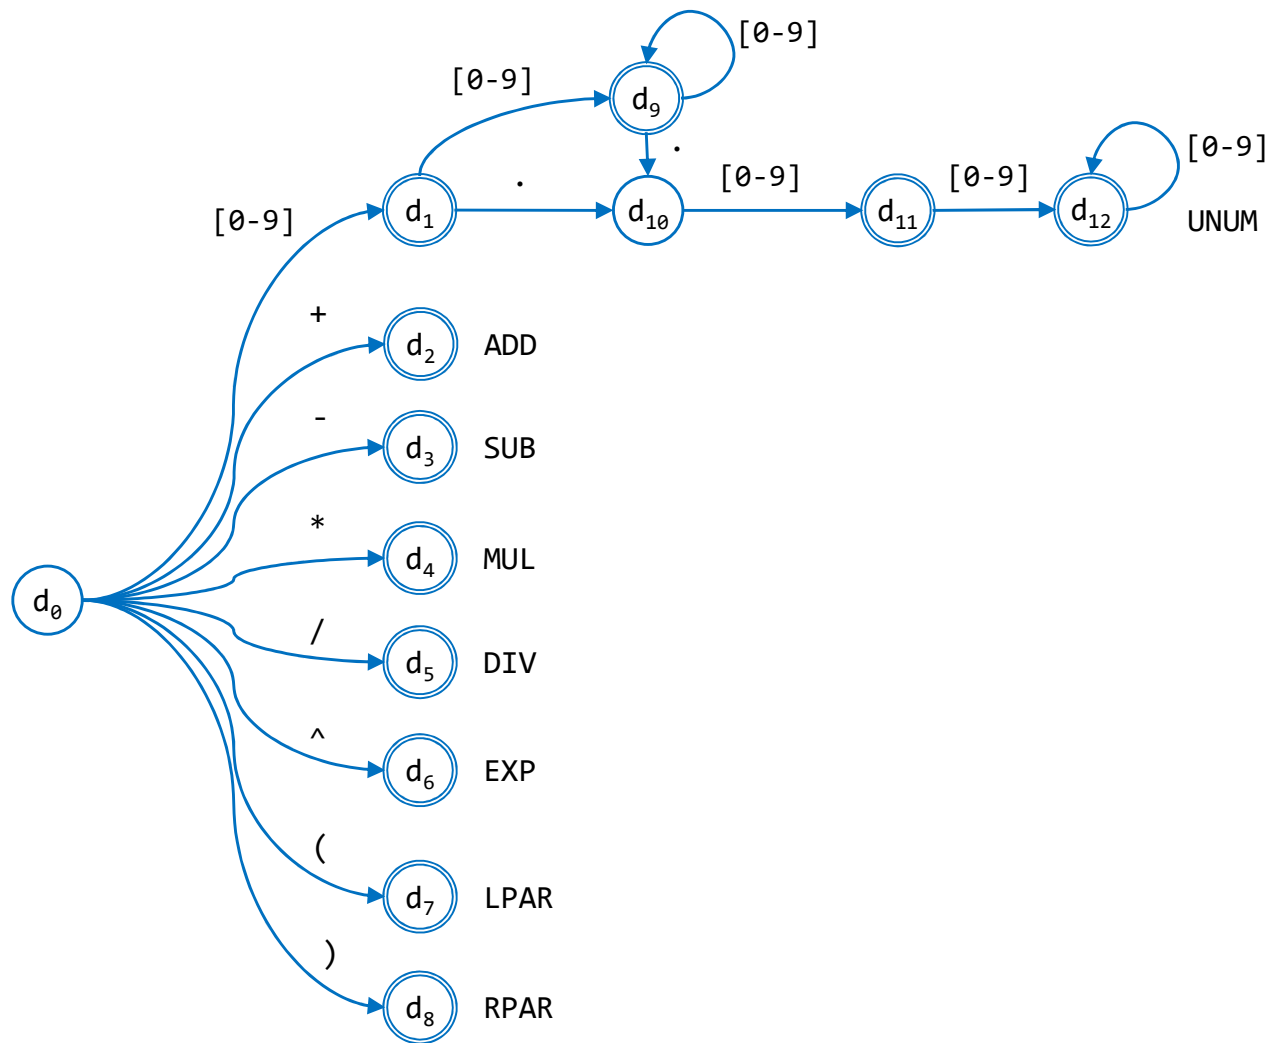 [0-9]
[0-9]
d₉
.
[0-9]
.
[0-9]
[0-9]
[0-9]
d₁
d₁₀
d₁₁
d₁₂
UNUM
+
d₂ ADD
-
d₃ SUB
*
d₄ MUL
d₀
/
d₅ DIV
^
d₆ EXP
(
d₇ LPAR
)
d₈ RPAR